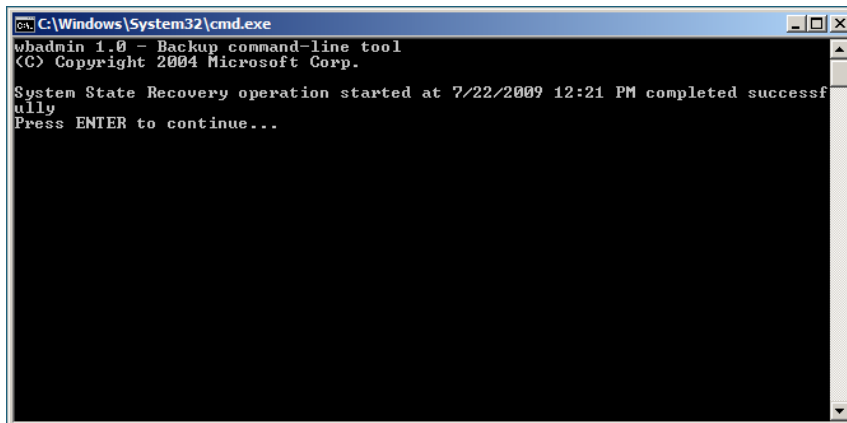 C:\Windows\System32\cmd.exe
wbadmin 1.0 - Backup command-line tool
(C) Copyright 2004 Microsoft Corp.
System State Recovery operation started at 7/22/2009 12:21 PM completed successf
ully
Press ENTER to continue...